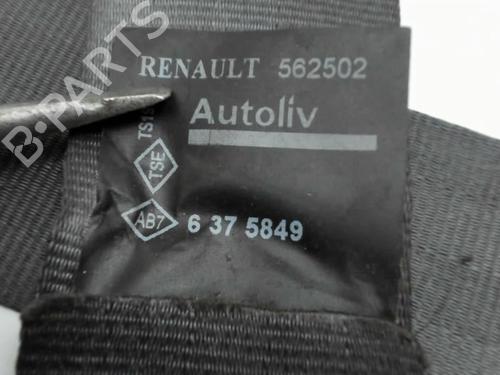 RENAULT 562502
Autoliv
TSE
AB7
6 37 5849
B-PARTS